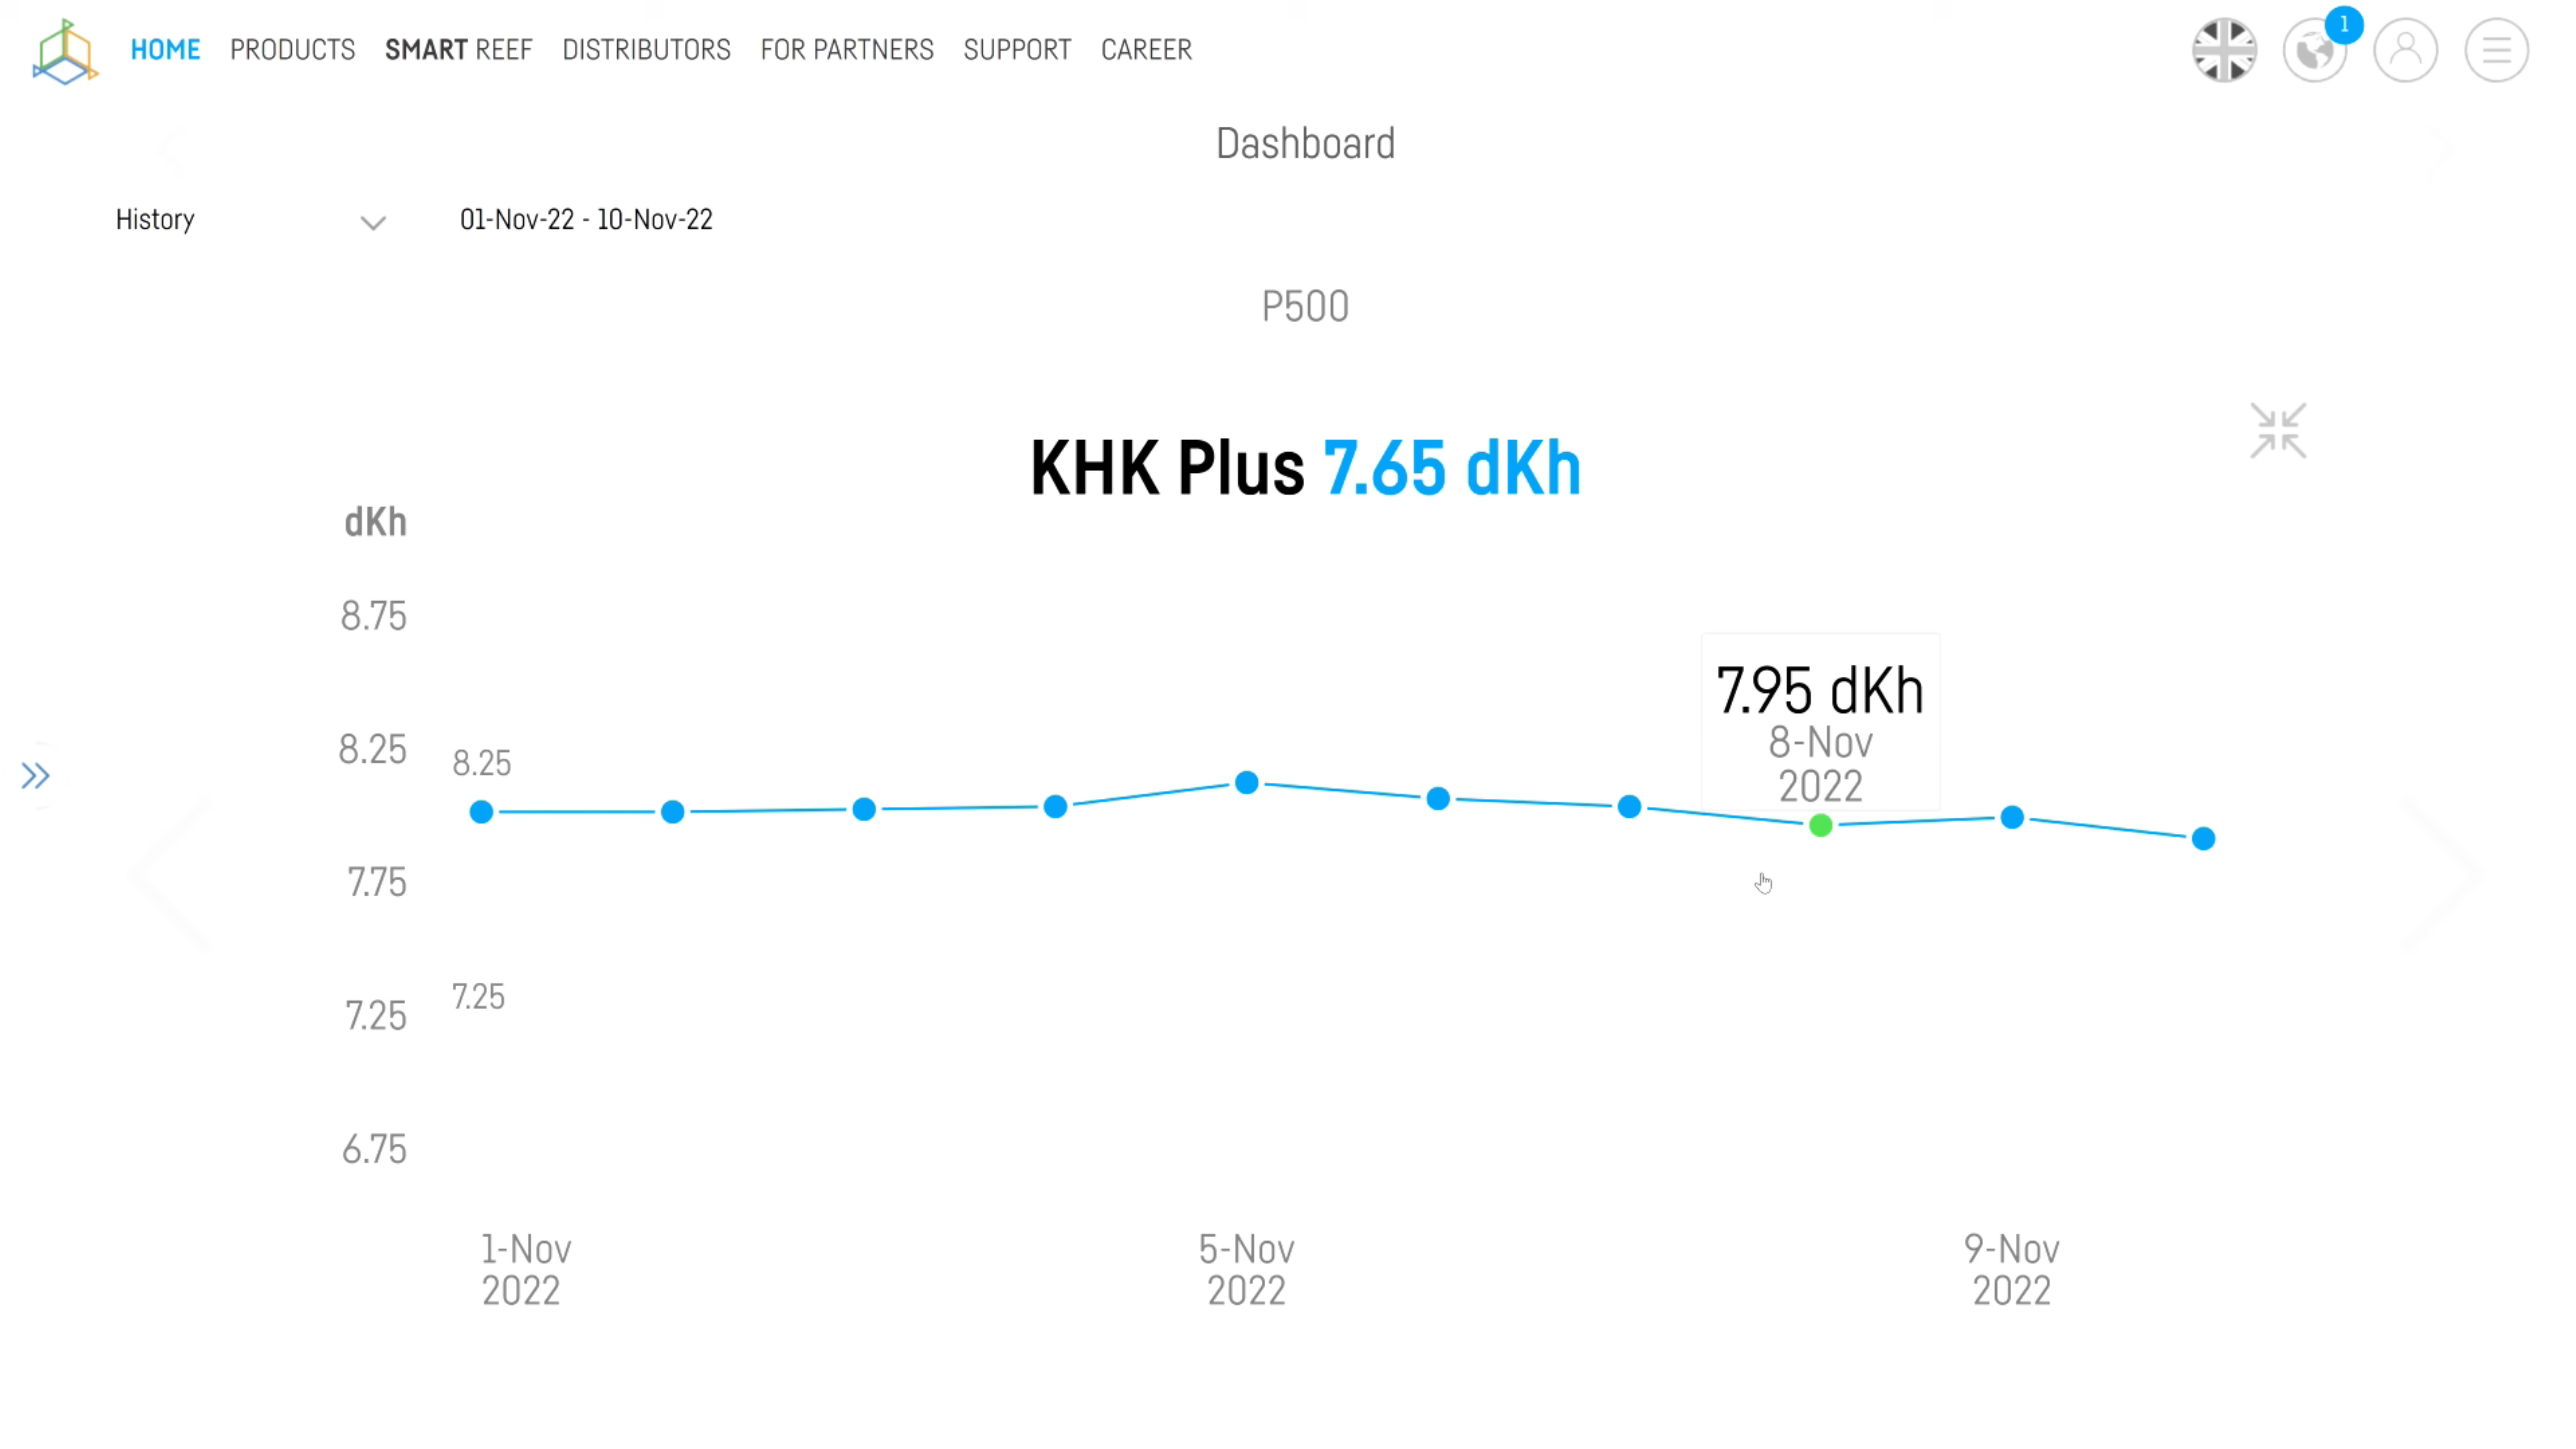 HOME PRODUCTS SMART REEF DISTRIBUTORS FOR PARTNERS SUPPORT CAREER
1
Dashboard
History
01-Nov-22 - 10-Nov-22
P500
KHK Plus 7.65 dKh
dKh
8.75
8.25
7.75
7.25
6.75
8.25
7.25
7.95 dKh
8-Nov
2022
1-Nov
2022
5-Nov
2022
9-Nov
2022